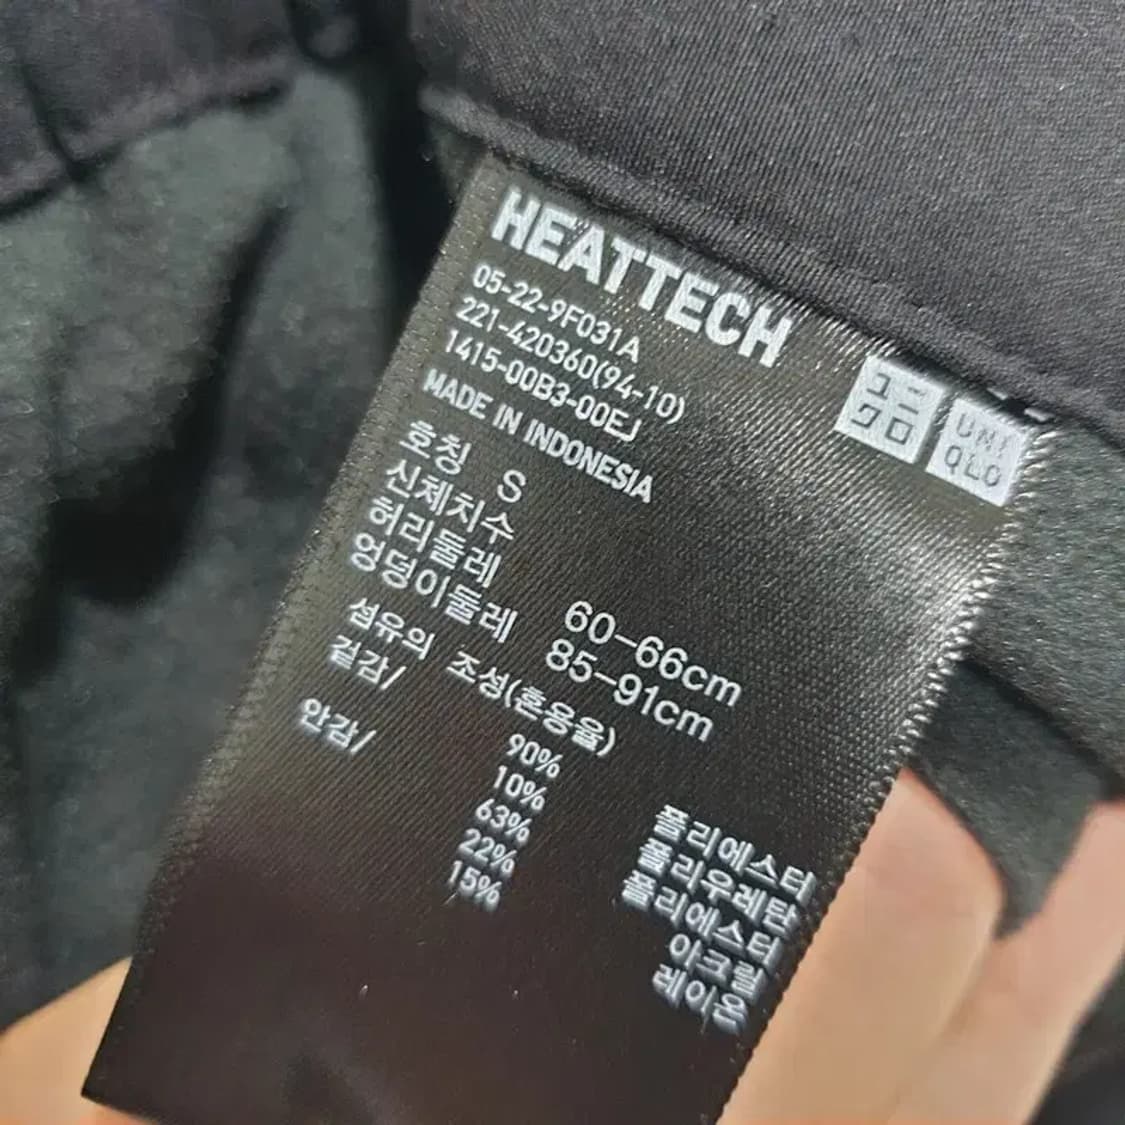 HEATTECH
05-22-9F031A
221-420360(94-10)
1415-00B3-00EJ
MADE IN INDONESIA
ユニ
クロ
UNI
QLO
호칭 S
신체치수
허리둘레 60-66cm
엉덩이둘레 85-91cm
섬유의 조성(혼용율)
겉감/ 90% 폴리에스터
10% 폴리우레탄
안감/ 63% 폴리에스터
22% 아크릴
15% 레이온